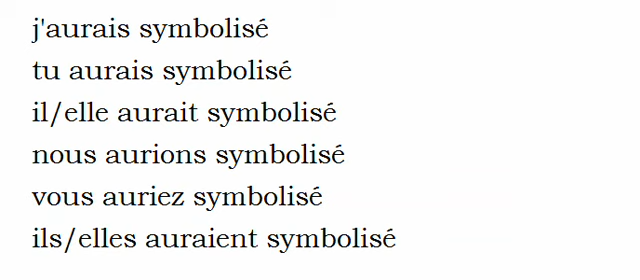 j'aurais symbolisé
tu aurais symbolisé
il/elle aurait symbolisé
nous aurions symbolisé
vous auriez symbolisé
ils/elles auraient symbolisé